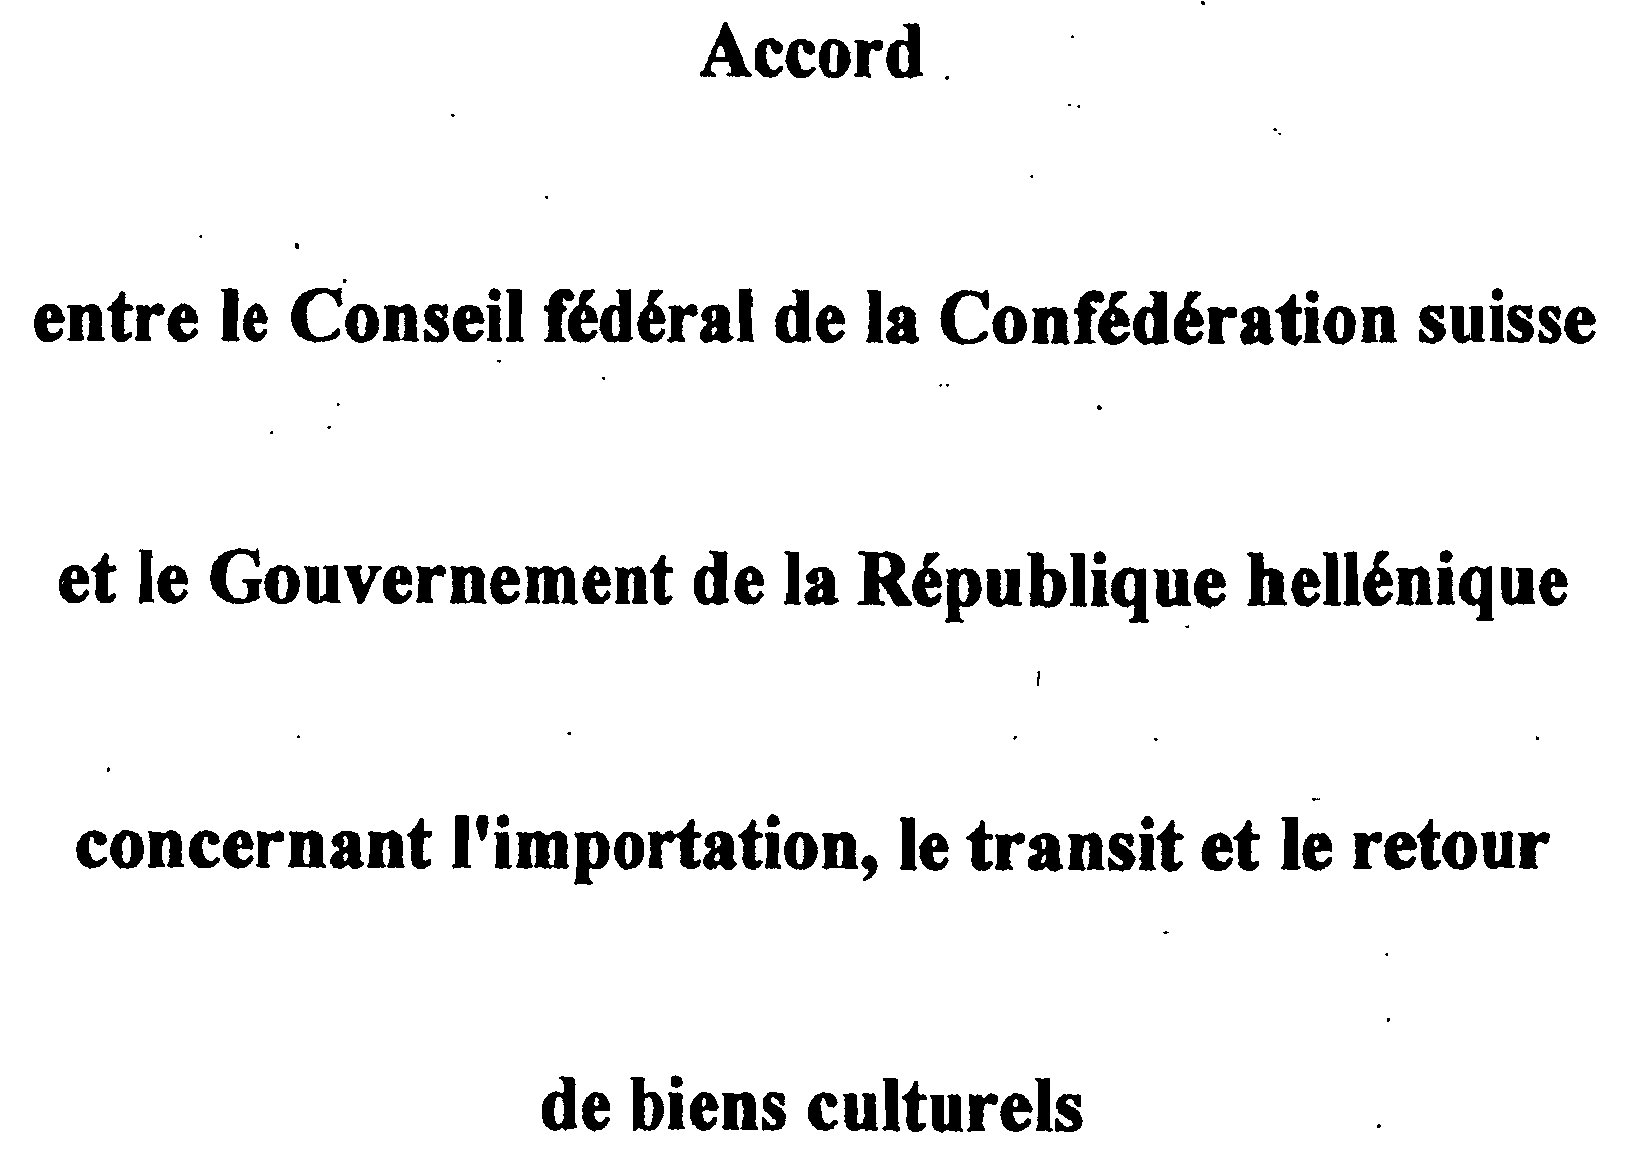 Accord
entre le Conseil fédéral de la Confédération suisse
et le Gouvernement de la République hellénique
concernant l'importation, le transit et le retour
de biens culturels